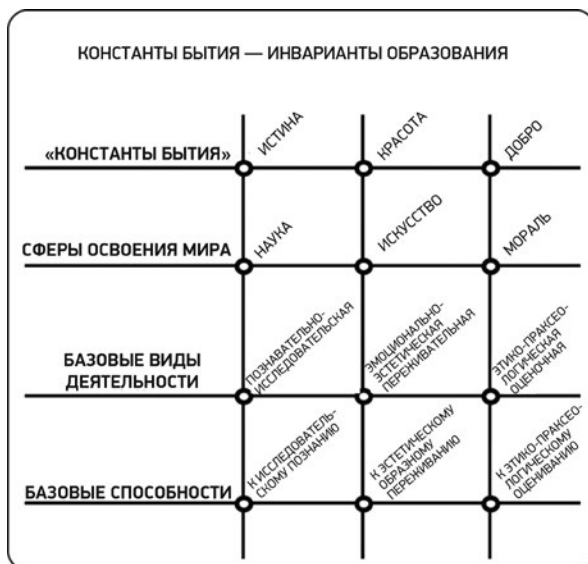 КОНСТАНТЫ БЫТИЯ — ИНВАРИАНТЫ ОБРАЗОВАНИЯ
«КОНСТАНТЫ БЫТИЯ»
ИСТИНА
КРАСОТА
ДОБРО
СФЕРЫ ОСВОЕНИЯ МИРА
НАУКА
ИСКУССТВО
МОРАЛЬ
БАЗОВЫЕ ВИДЫ
ДЕЯТЕЛЬНОСТИ
ПОЗНАВАТЕЛЬНО-
ИССЛЕДОВАТЕЛЬСКАЯ
ЭМОЦИОНАЛЬНО-
ЭСТЕТИЧЕСКАЯ
ПЕРЕЖИВАТЕЛЬНАЯ
ЭТИКО-ПРАКСЕО-
ЛОГИЧЕСКАЯ
ОЦЕНОЧНАЯ
БАЗОВЫЕ СПОСОБНОСТИ
К ИССЛЕДОВАТЕЛЬ-
СКОМУ ПОЗНАНИЮ
К ЭСТЕТИЧЕСКОМУ
ОБРАЗНОМУ
ПЕРЕЖИВАНИЮ
К ЭТИКО-ПРАКСЕО-
ЛОГИЧЕСКОМУ
ОЦЕНИВАНИЮ